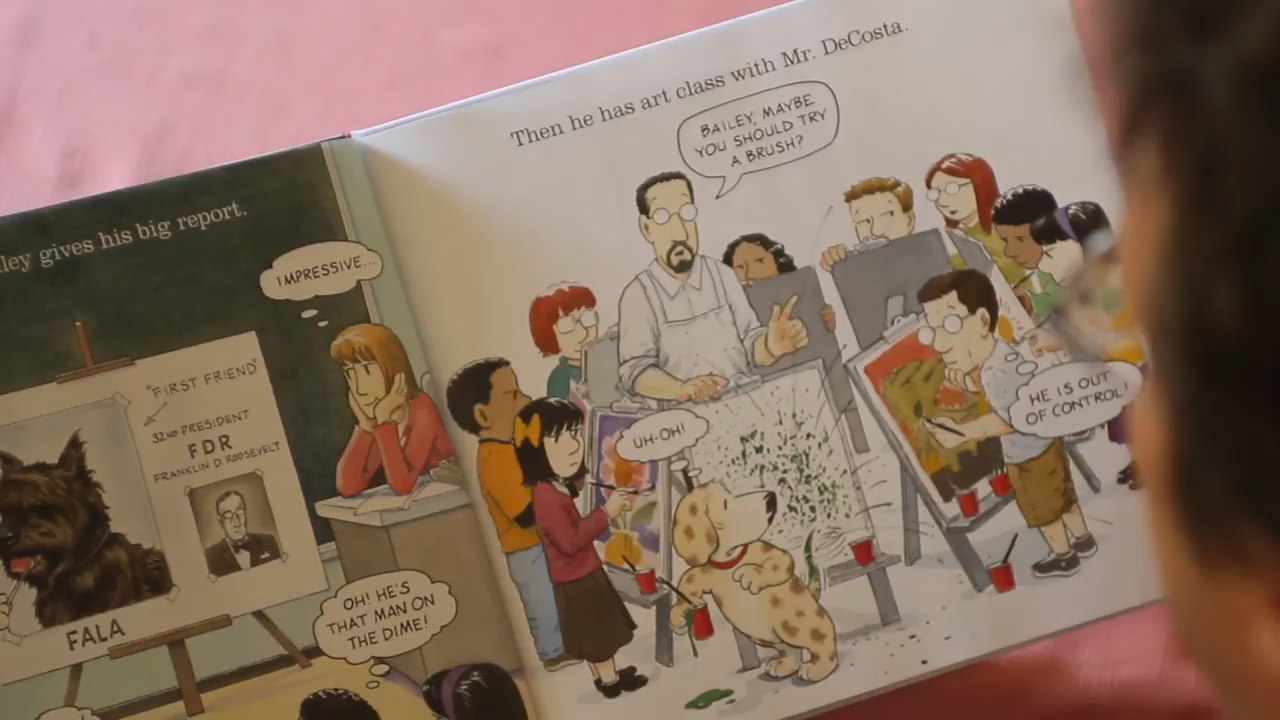 ley gives his big report.
IMPRESSIVE...
"FIRST FRIEND"
32ND PRESIDENT
FDR
FRANKLIN D. ROOSEVELT
FALA
OH! HE'S
THAT MAN ON
THE DIME!
Then he has art class with Mr. DeCosta.
BAILEY, MAYBE
YOU SHOULD TRY
A BRUSH?
UH-OH!
HE IS OUT
OF CONTROL!